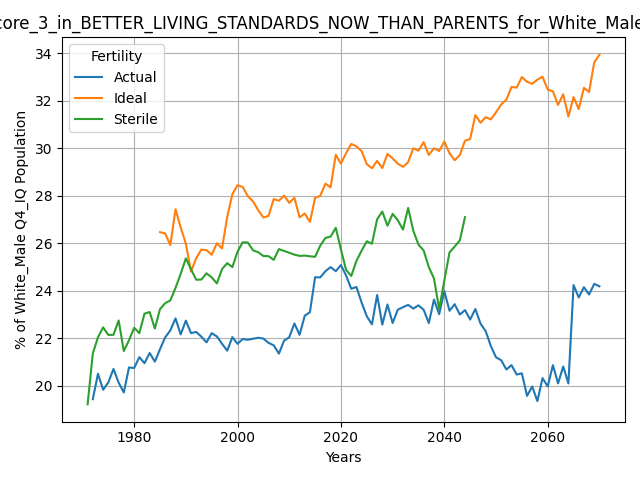 core_3_in_BETTER_LIVING_STANDARDS_NOW_THAN_PARENTS_for_White_Male
Fertility
Actual
Ideal
Sterile
% of White_Male Q4_IQ Population
34
32
30
28
26
24
22
20
1980 2000 2020 2040 2060
Years